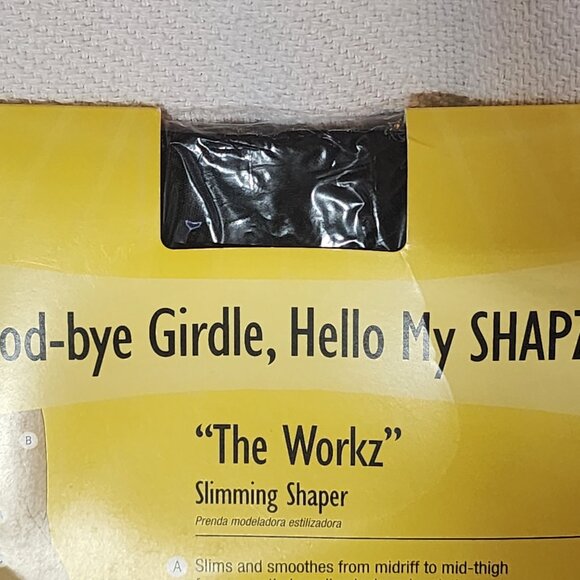 od-bye Girdle, Hello My SHAPZ
B
"The Workz"
Slimming Shaper
Prenda modeladora estilizadora
A Slims and smoothes from midriff to mid-thigh